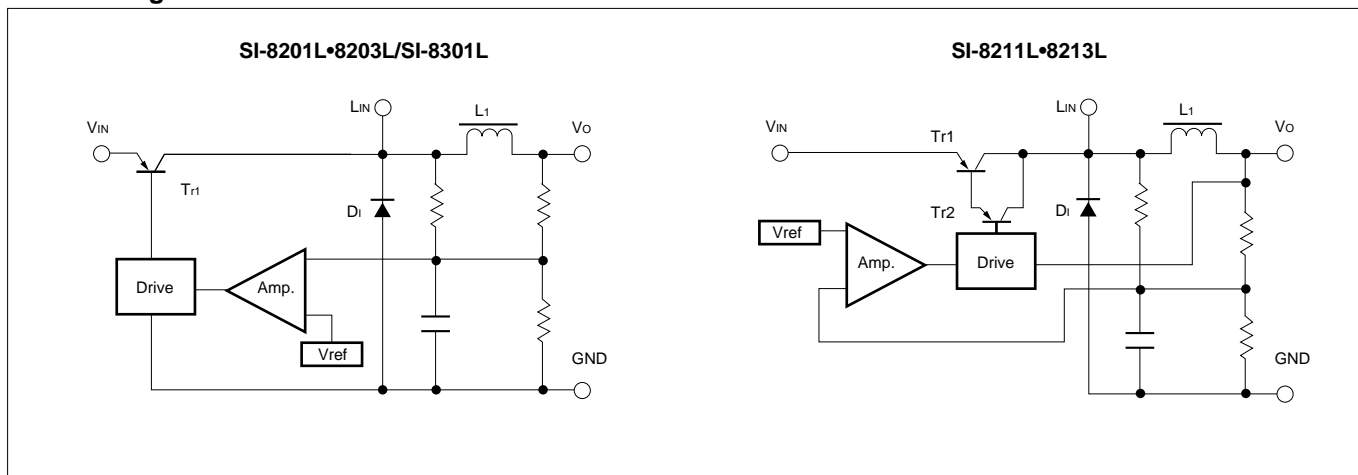 SI-8201L•8203L/SI-8301L
LIN
L1
VIN
VO
Tr1
DI
Drive
Amp.
Vref
GND
SI-8211L•8213L
LIN
L1
VIN
Tr1
VO
Tr2
DI
Vref
Amp.
Drive
GND